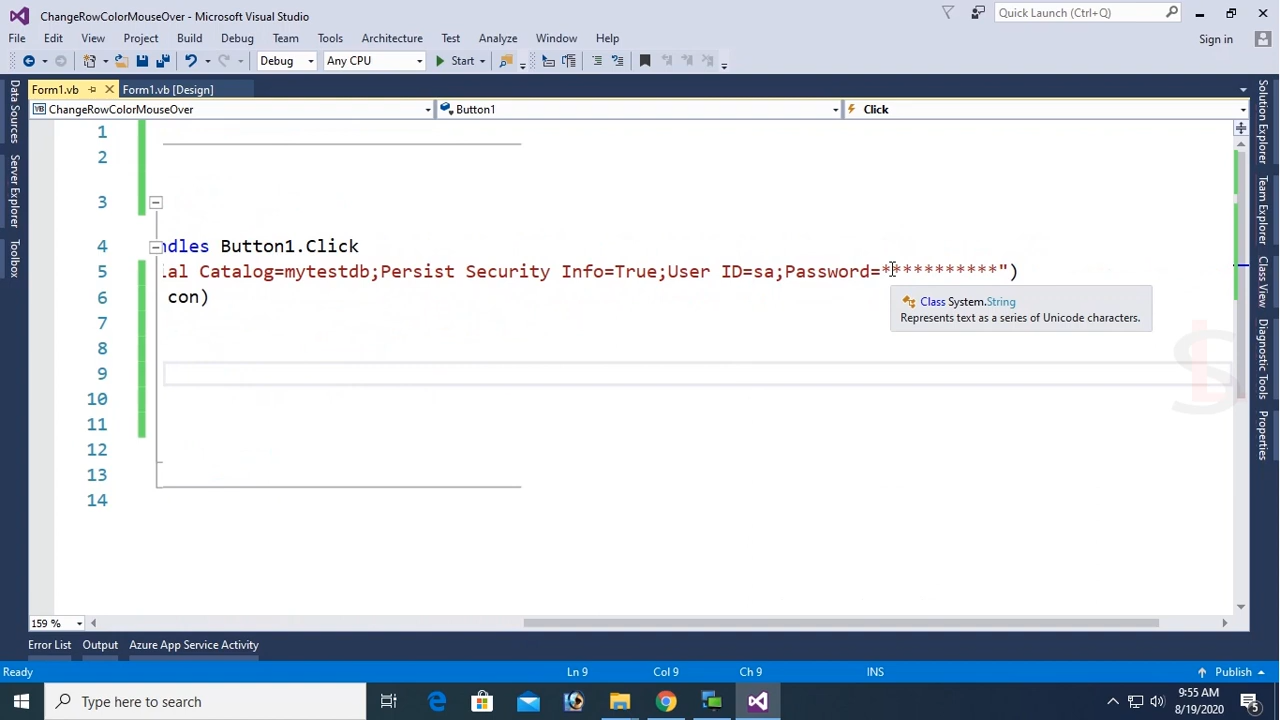 ChangeRowColorMouseOver - Microsoft Visual Studio
Quick Launch (Ctrl+Q)
File Edit View Project Build Debug Team Tools Architecture Test Analyze Window Help
Sign in
Debug Any CPU Start
Form1.vb Form1.vb [Design]
ChangeRowColorMouseOver Button1 Click
Data Sources
Server Explorer
Toolbox
Solution Explorer
Team Explorer
Class View
Diagnostic Tools
Properties
1
2
3
4 ndles Button1.Click
5 ial Catalog=mytestdb;Persist Security Info=True;User ID=sa;Password=***********")
6 con)
7
8
9
10
11
12
13
14
Class System.String
Represents text as a series of Unicode characters.
159 %
Error List Output Azure App Service Activity
Ready Ln 9 Col 9 Ch 9 INS Publish
Type here to search
9:55 AM
8/19/2020
5